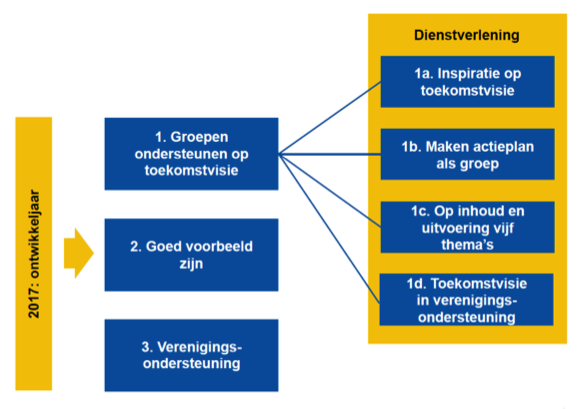 2017: ontwikkeljaar
1. Groepen
ondersteunen op
toekomstvisie
2. Goed voorbeeld
zijn
3. Verenigings-
ondersteuning
Dienstverlening
1a. Inspiratie op
toekomstvisie
1b. Maken actieplan
als groep
1c. Op inhoud en
uitvoering vijf
thema’s
1d. Toekomstvisie
in verenigings-
ondersteuning